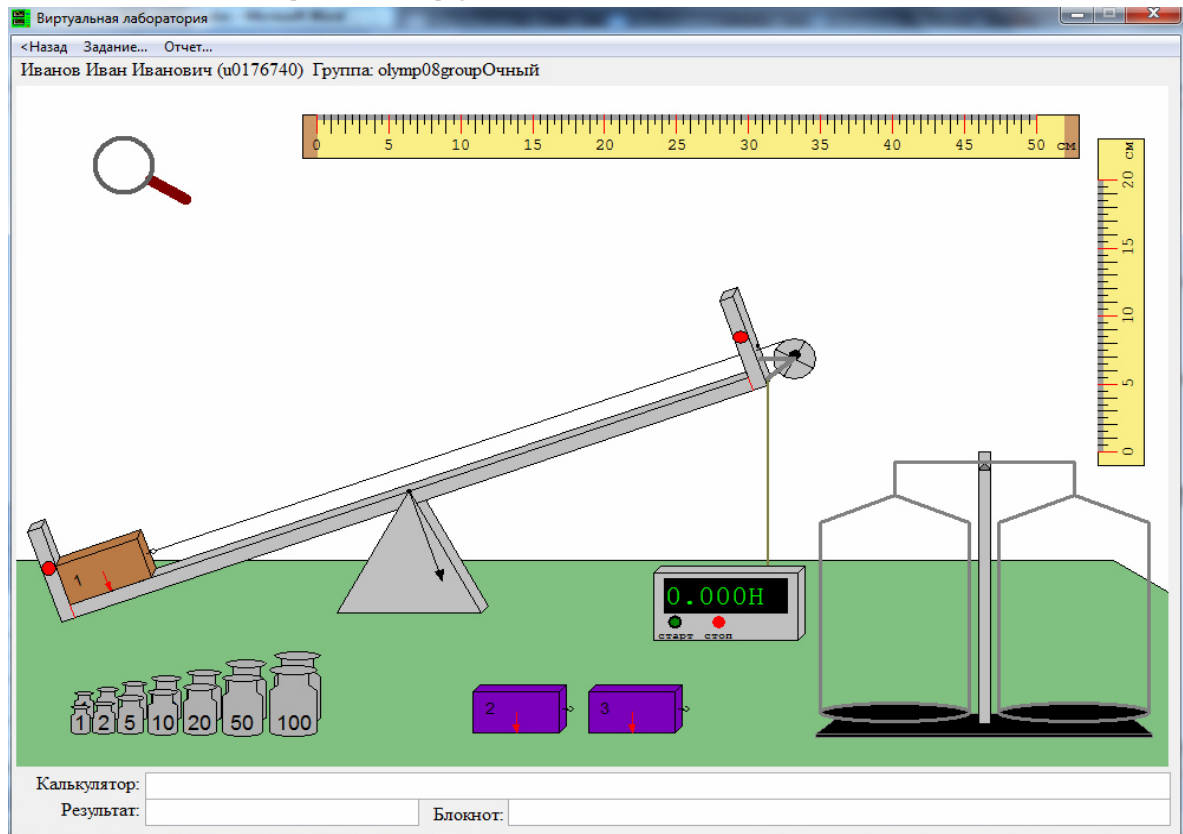 Виртуальная лаборатория
<Назад Задание... Отчет...
Иванов Иван Иванович (u0176740) Группа: olymp08groupОчный
0 5 10 15 20 25 30 35 40 45 50 см
см
20
15
10
5
0
1
0.000Н
старт стоп
1 2 5 10 20 50 100
2 3
Калькулятор:
Результат: Блокнот: